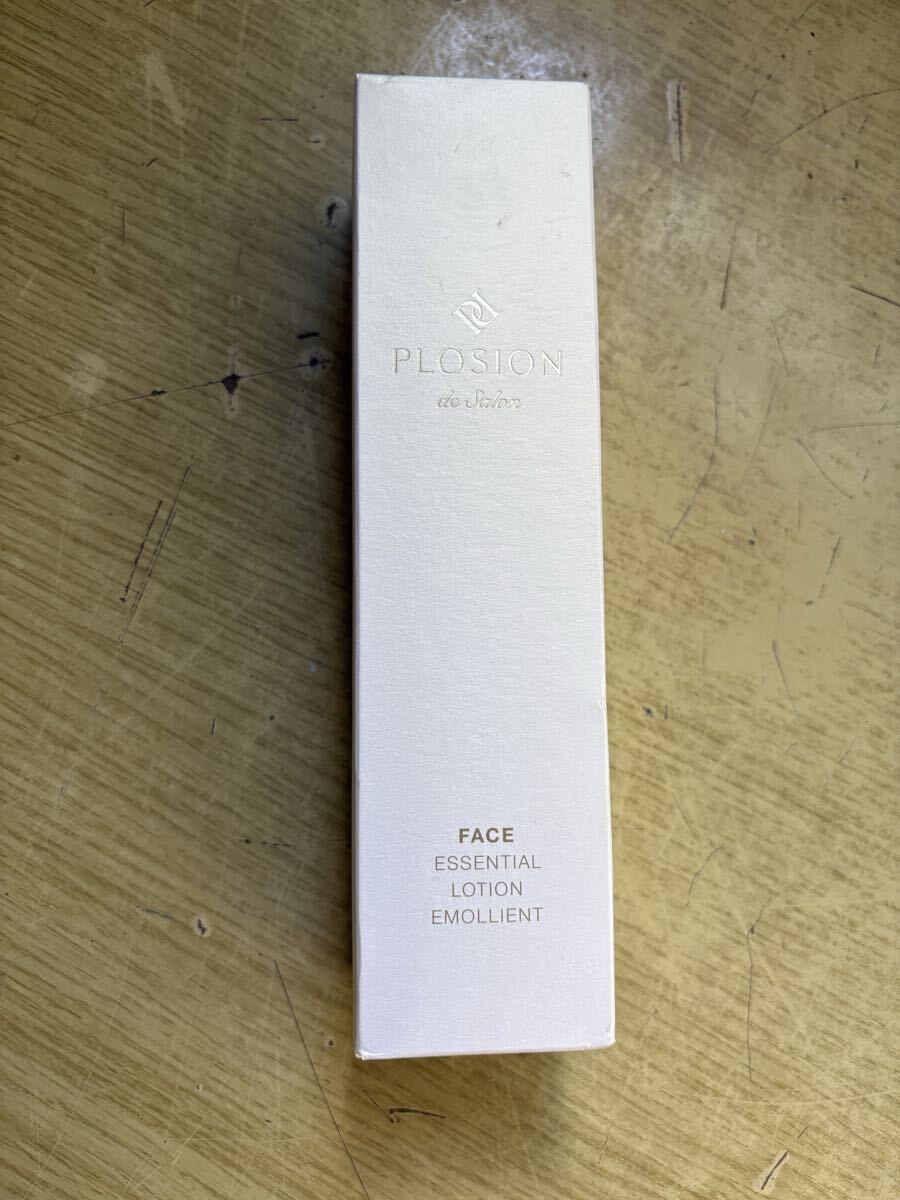 PLOSION
de Salon
FACE
ESSENTIAL
LOTION
EMOLLIENT